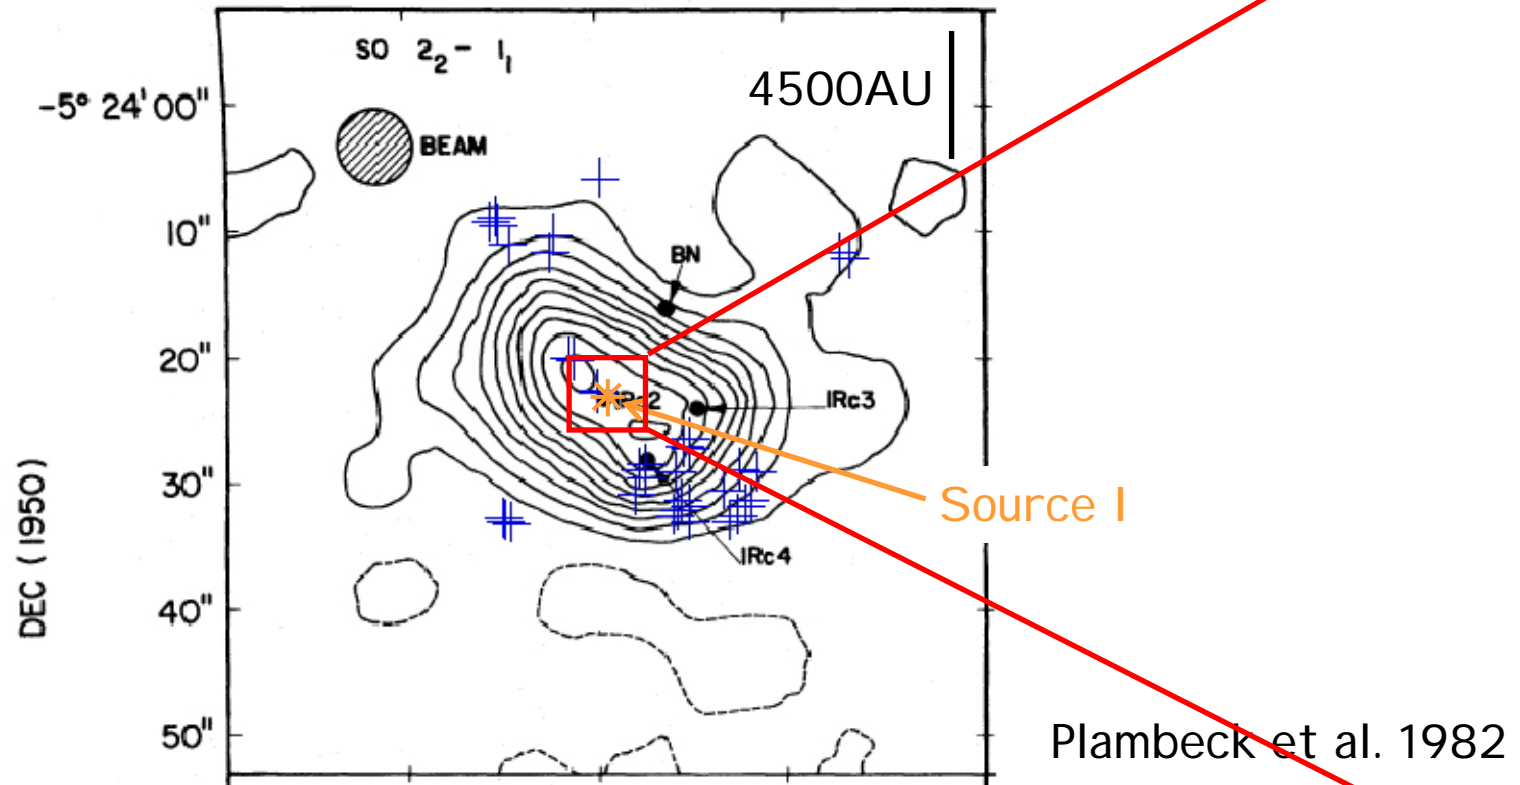 SO 2₂ - 1₁
4500AU
-5° 24' 00"
BEAM
10"
BN
20"
IRc2
IRc3
30"
Source I
IRc4
DEC (1950)
40"
50"
Plambeck et al. 1982